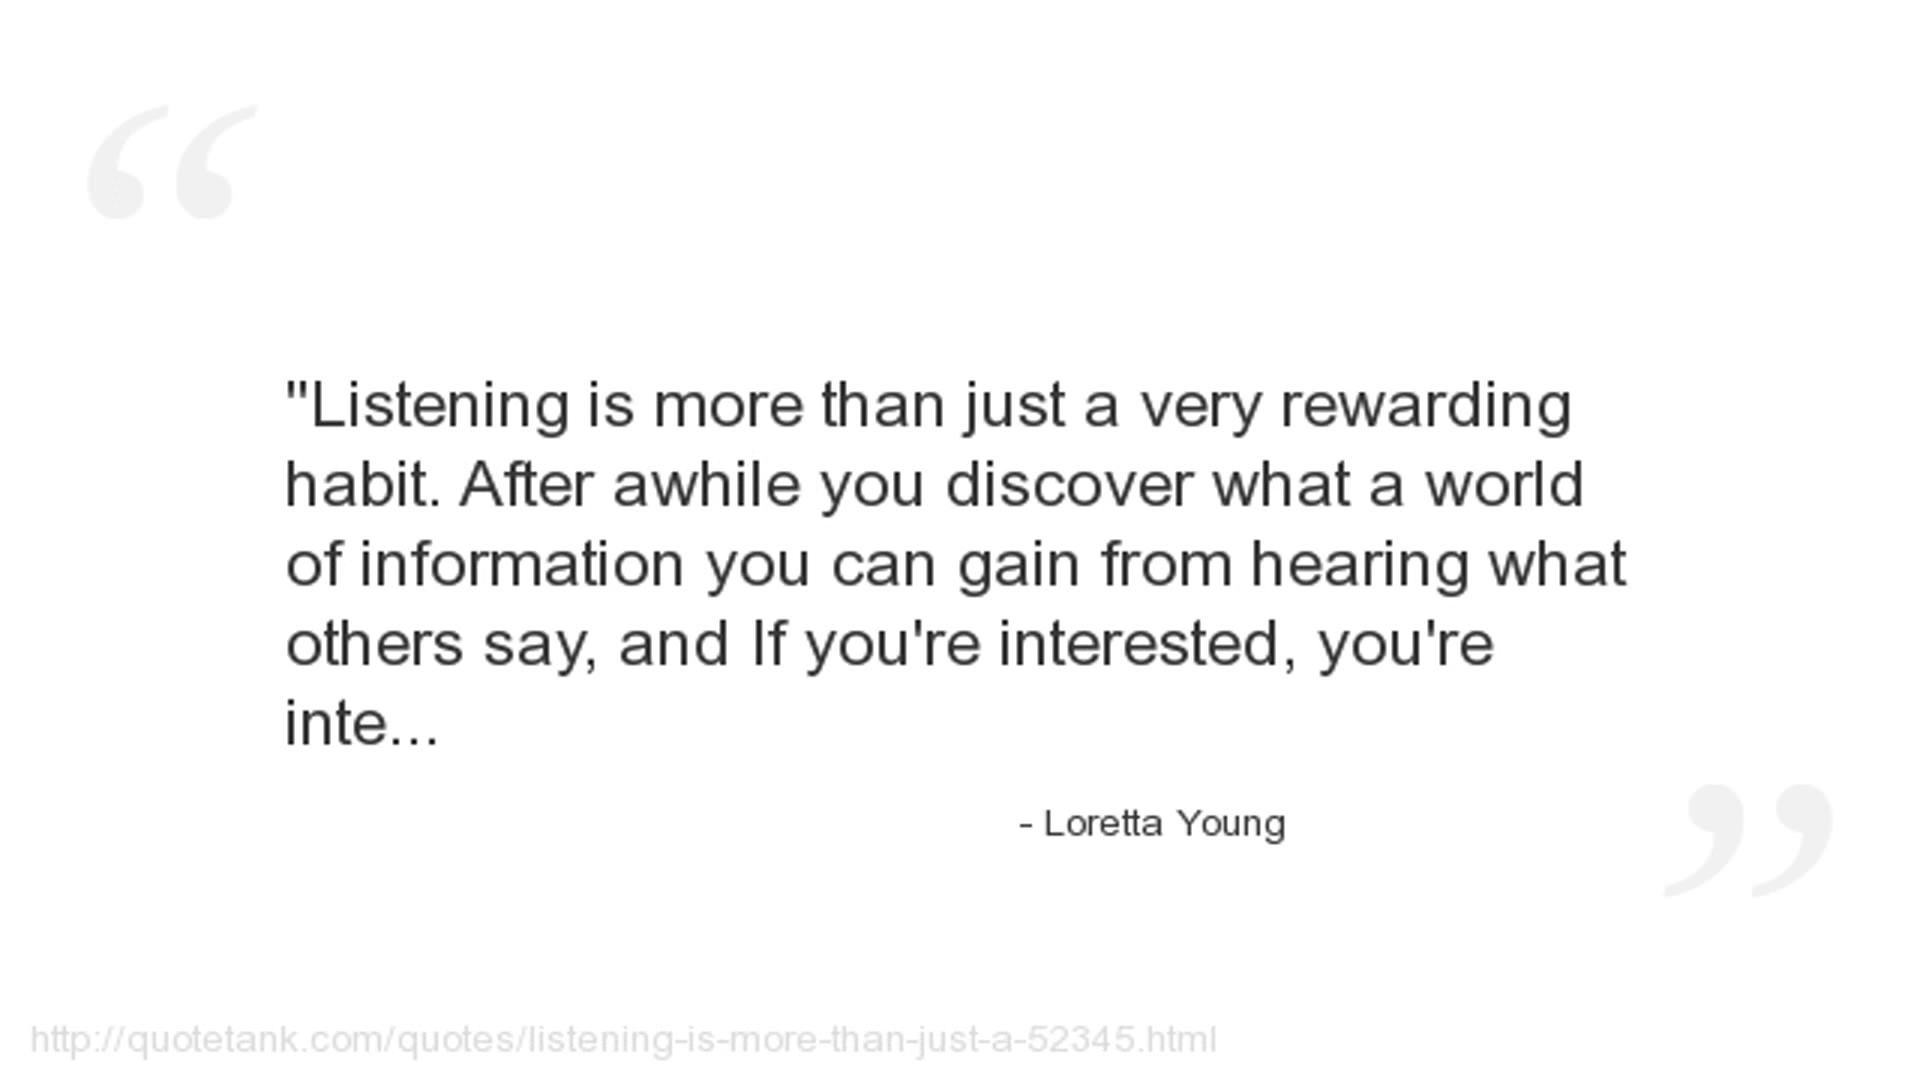 "Listening is more than just a very rewarding
habit. After awhile you discover what a world
of information you can gain from hearing what
others say, and If you're interested, you're
inte...
- Loretta Young
http://quotetank.com/quotes/listening-is-more-than-just-a-52345.html